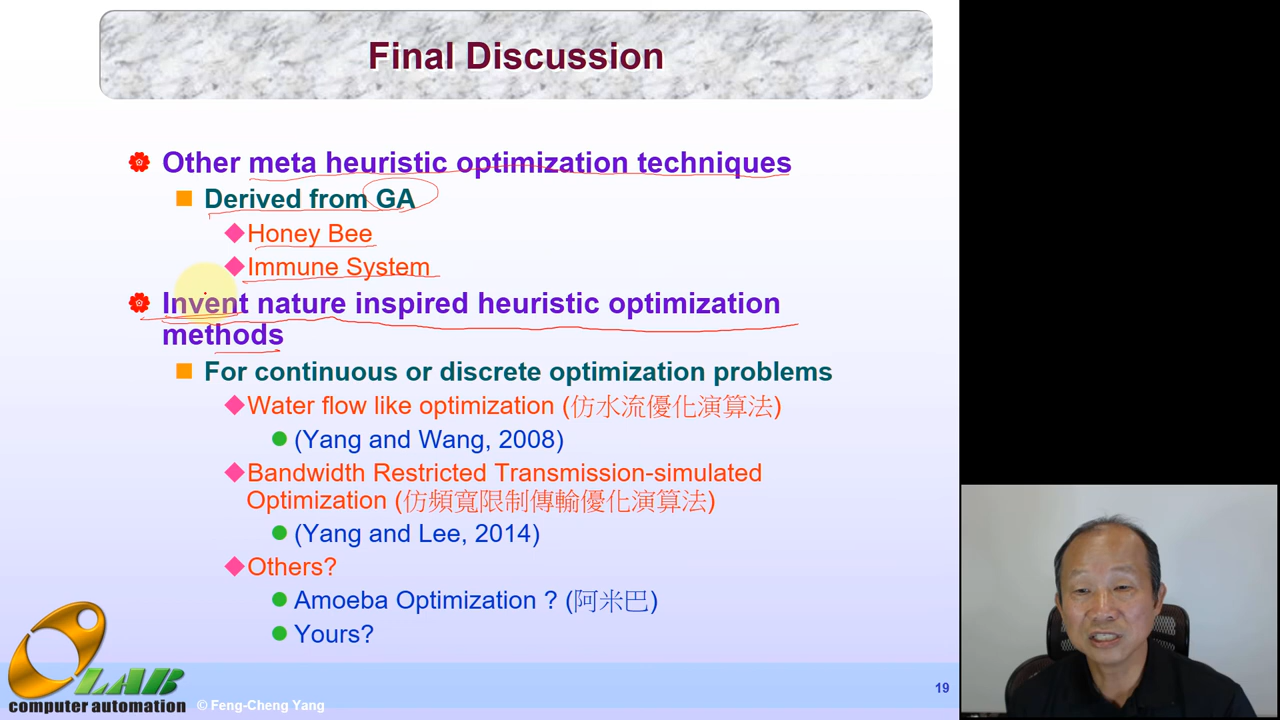 Final Discussion
Other meta heuristic optimization techniques
Derived from GA
Honey Bee
Immune System
Invent nature inspired heuristic optimization
methods
For continuous or discrete optimization problems
Water flow like optimization (仿水流優化演算法)
(Yang and Wang, 2008)
Bandwidth Restricted Transmission-simulated
Optimization (仿頻寬限制傳輸優化演算法)
(Yang and Lee, 2014)
Others?
Amoeba Optimization ? (阿米巴)
Yours?
LAB
computer automation
© Feng-Cheng Yang
19